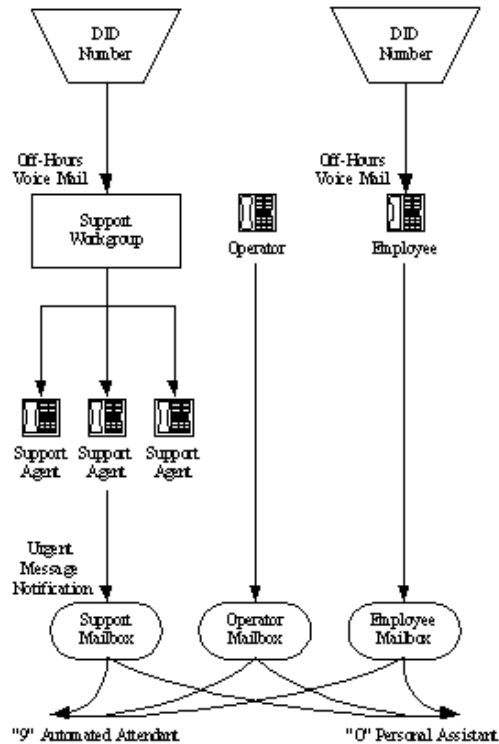 DID
Number
DID
Number
Off-Hours
Voice Mail
Off-Hours
Voice Mail
Support
Workgroup
Operator
Employee
Support
Agent
Support
Agent
Support
Agent
Urgent
Message
Notification
Support
Mailbox
Operator
Mailbox
Employee
Mailbox
"9" Automated Attendant
"0" Personal Assistant